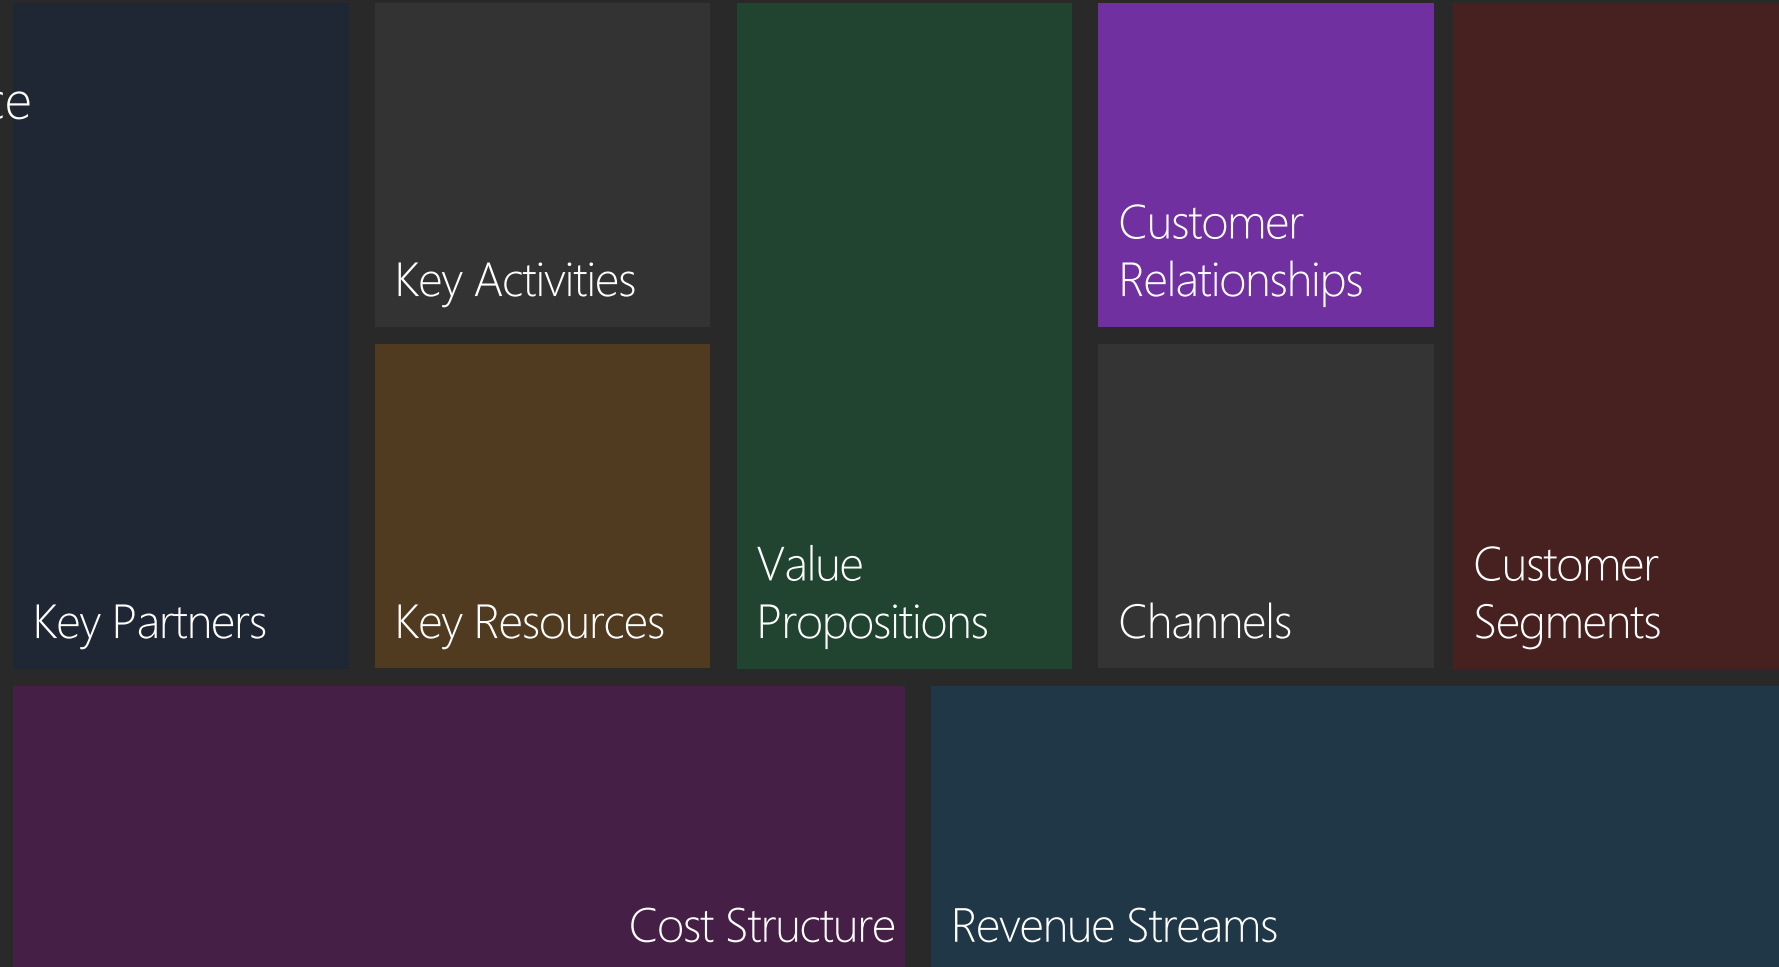 Key Partners
Key Activities
Key Resources
Value
Propositions
Customer
Relationships
Channels
Customer
Segments
Cost Structure
Revenue Streams